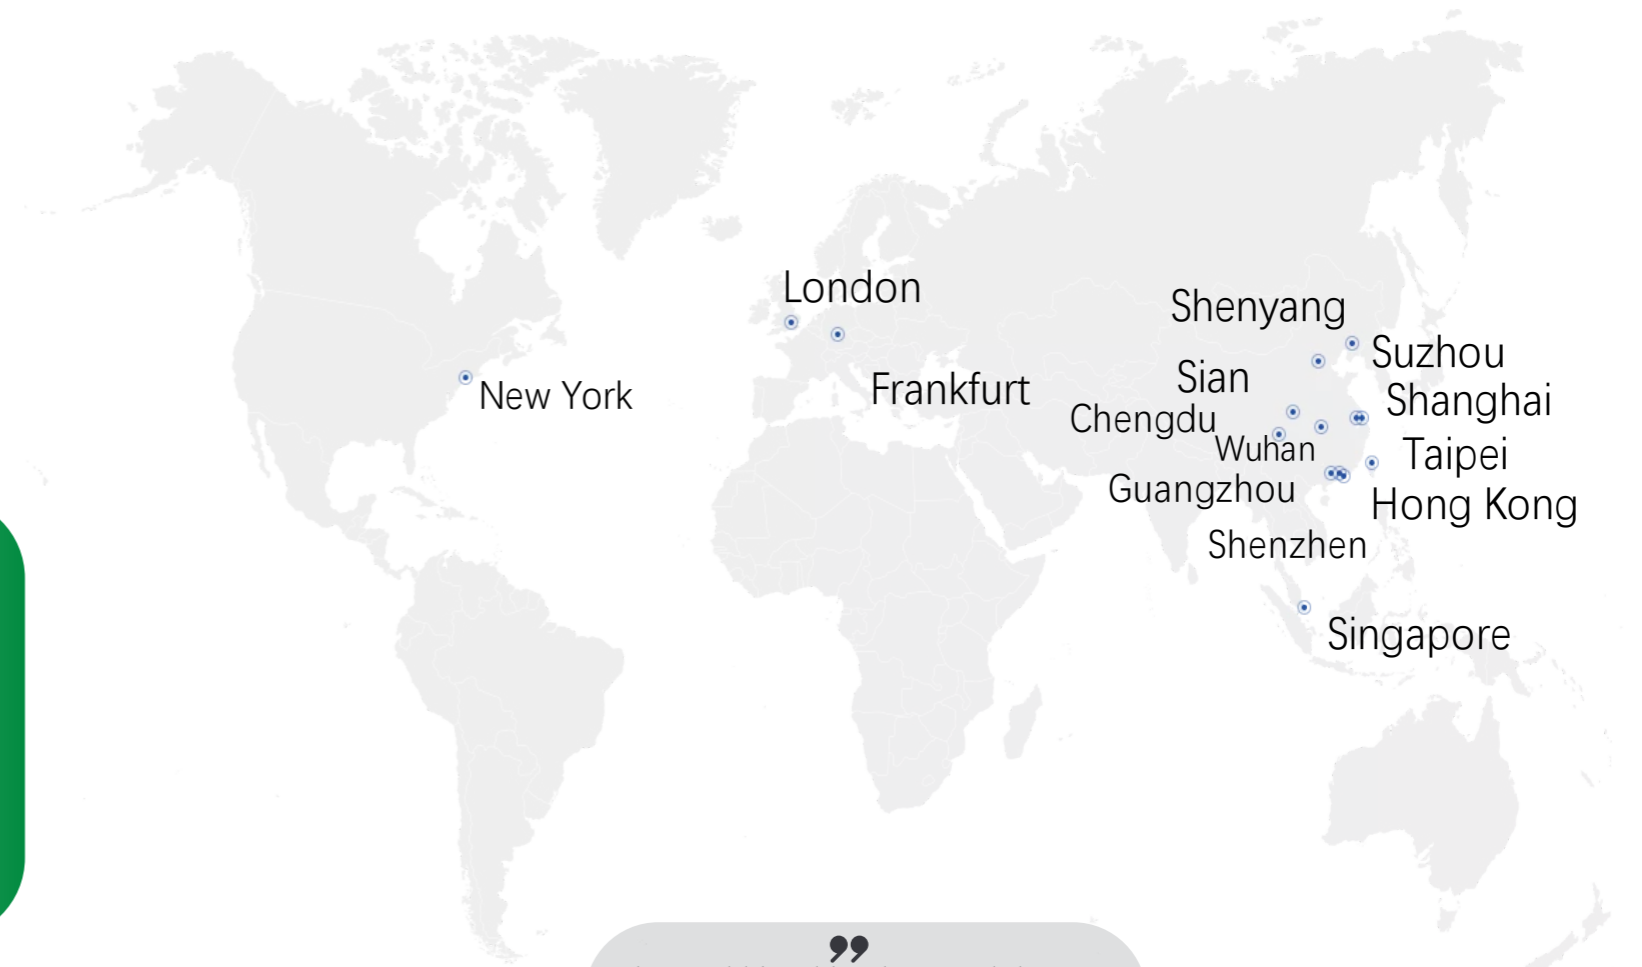 London
Shenyang
Suzhou
Sian
Frankfurt
New York
Shanghai
Chengdu
Wuhan
Taipei
Guangzhou
Hong Kong
Shenzhen
Singapore
”